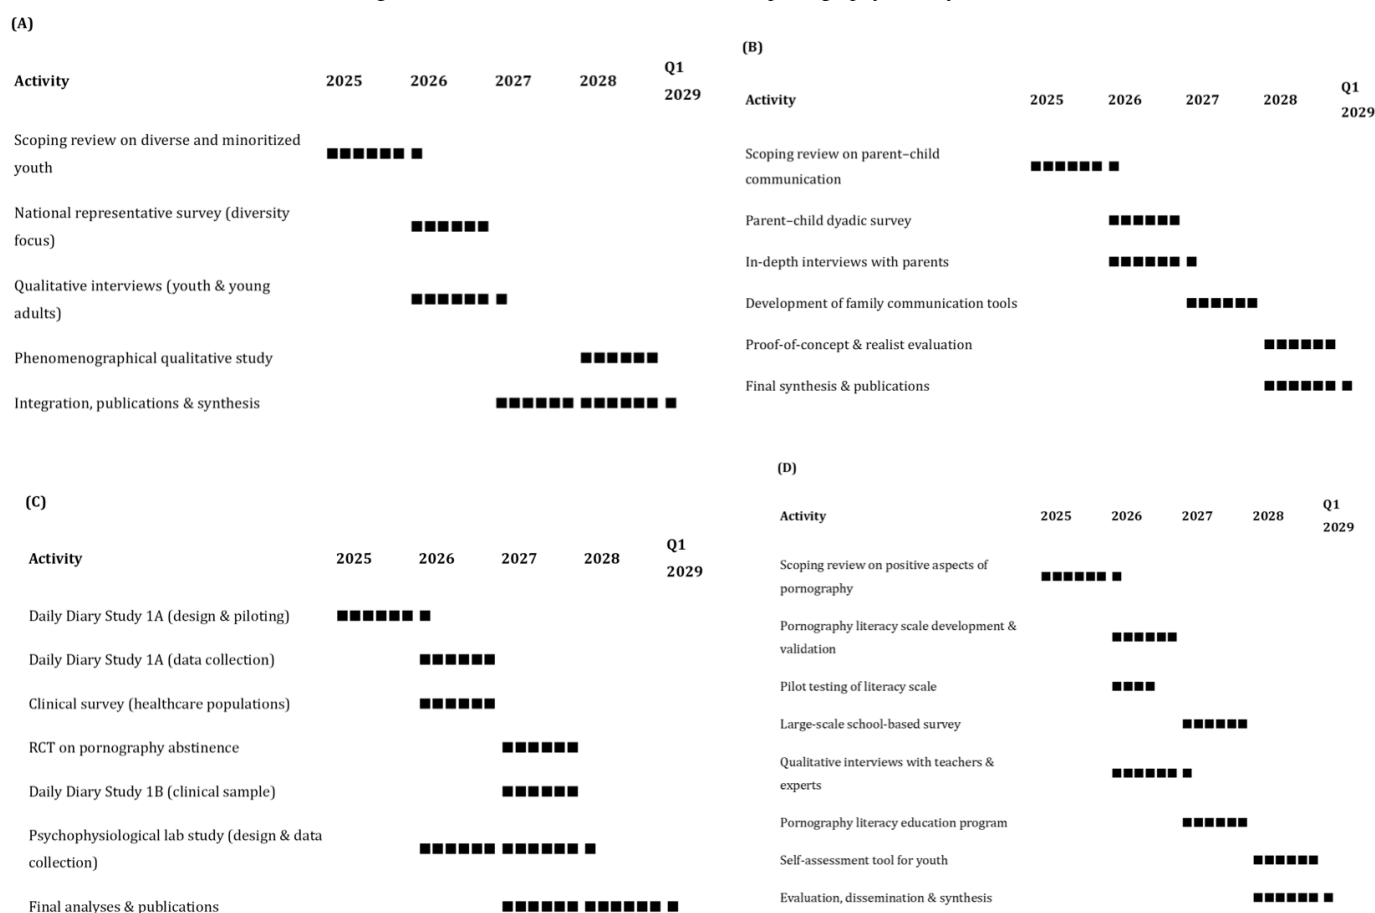 (A)
Activity 2025 2026 2027 2028 Q1 2029
Scoping review on diverse and minoritized
youth
■■■■■■ ■
National representative survey (diversity
focus)
■■■■■■
Qualitative interviews (youth & young
adults)
■■■■■■ ■
Phenomenographical qualitative study ■■■■■■
Integration, publications & synthesis ■■■■■■ ■■■■■■ ■
(B)
Activity 2025 2026 2027 2028 Q1 2029
Scoping review on parent–child
communication
■■■■■■ ■
Parent–child dyadic survey ■■■■■■
In-depth interviews with parents ■■■■■■ ■
Development of family communication tools ■■■■■■
Proof-of-concept & realist evaluation ■■■■■■
Final synthesis & publications ■■■■■■ ■
(C)
Activity 2025 2026 2027 2028 Q1 2029
Daily Diary Study 1A (design & piloting) ■■■■■■ ■
Daily Diary Study 1A (data collection) ■■■■■■
Clinical survey (healthcare populations) ■■■■■■
RCT on pornography abstinence ■■■■■■
Daily Diary Study 1B (clinical sample) ■■■■■■
Psychophysiological lab study (design & data
collection)
■■■■■■ ■■■■■■ ■
Final analyses & publications ■■■■■■ ■■■■■■ ■
(D)
Activity 2025 2026 2027 2028 Q1 2029
Scoping review on positive aspects of
pornography
■■■■■■ ■
Pornography literacy scale development &
validation
■■■■■■
Pilot testing of literacy scale ■■■■
Large-scale school-based survey ■■■■■■
Qualitative interviews with teachers &
experts
■■■■■■ ■
Pornography literacy education program ■■■■■■
Self-assessment tool for youth ■■■■■■
Evaluation, dissemination & synthesis ■■■■■■ ■